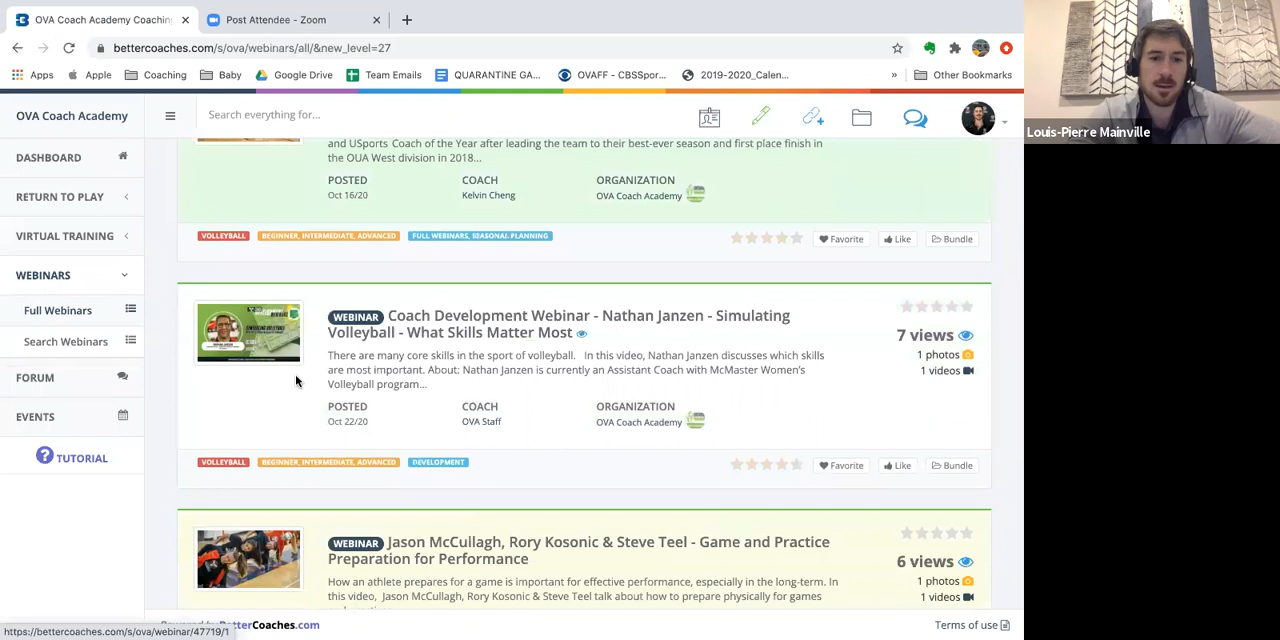 OVA Coach Academy Coachin
Post Attendee - Zoom
bettercoaches.com/s/ova/webinars/all/&new_level=27
Apps
Apple
Coaching
Baby
Google Drive
Team Emails
QUARANTINE GA...
OVAFF - CBSSpor...
2019-2020_Calen...
»
Other Bookmarks
Louis-Pierre Mainville
OVA Coach Academy
Search everything for...
DASHBOARD
RETURN TO PLAY
VIRTUAL TRAINING
WEBINARS
Full Webinars
Search Webinars
FORUM
EVENTS
TUTORIAL
and USports Coach of the Year after leading the team to their best-ever season and first place finish in
the OUA West division in 2018...
POSTED COACH ORGANIZATION
Oct 16/20 Kelvin Cheng OVA Coach Academy
VOLLEYBALL BEGINNER, INTERMEDIATE, ADVANCED FULL WEBINARS, SEASONAL PLANNING
Favorite Like Bundle
WEBINAR Coach Development Webinar - Nathan Janzen - Simulating
Volleyball - What Skills Matter Most
7 views
1 photos
1 videos
There are many core skills in the sport of volleyball. In this video, Nathan Janzen discusses which skills
are most important. About: Nathan Janzen is currently an Assistant Coach with McMaster Women's
Volleyball program...
POSTED COACH ORGANIZATION
Oct 22/20 OVA Staff OVA Coach Academy
VOLLEYBALL BEGINNER, INTERMEDIATE, ADVANCED DEVELOPMENT
Favorite Like Bundle
WEBINAR Jason McCullagh, Rory Kosonic & Steve Teel - Game and Practice
Preparation for Performance
6 views
1 photos
1 videos
How an athlete prepares for a game is important for effective performance, especially in the long-term. In
this video, Jason McCullagh, Rory Kosonic & Steve Teel talk about how to prepare physically for games
https://bettercoaches.com/s/ova/webinar/47719/1
tterCoaches.com
Terms of use